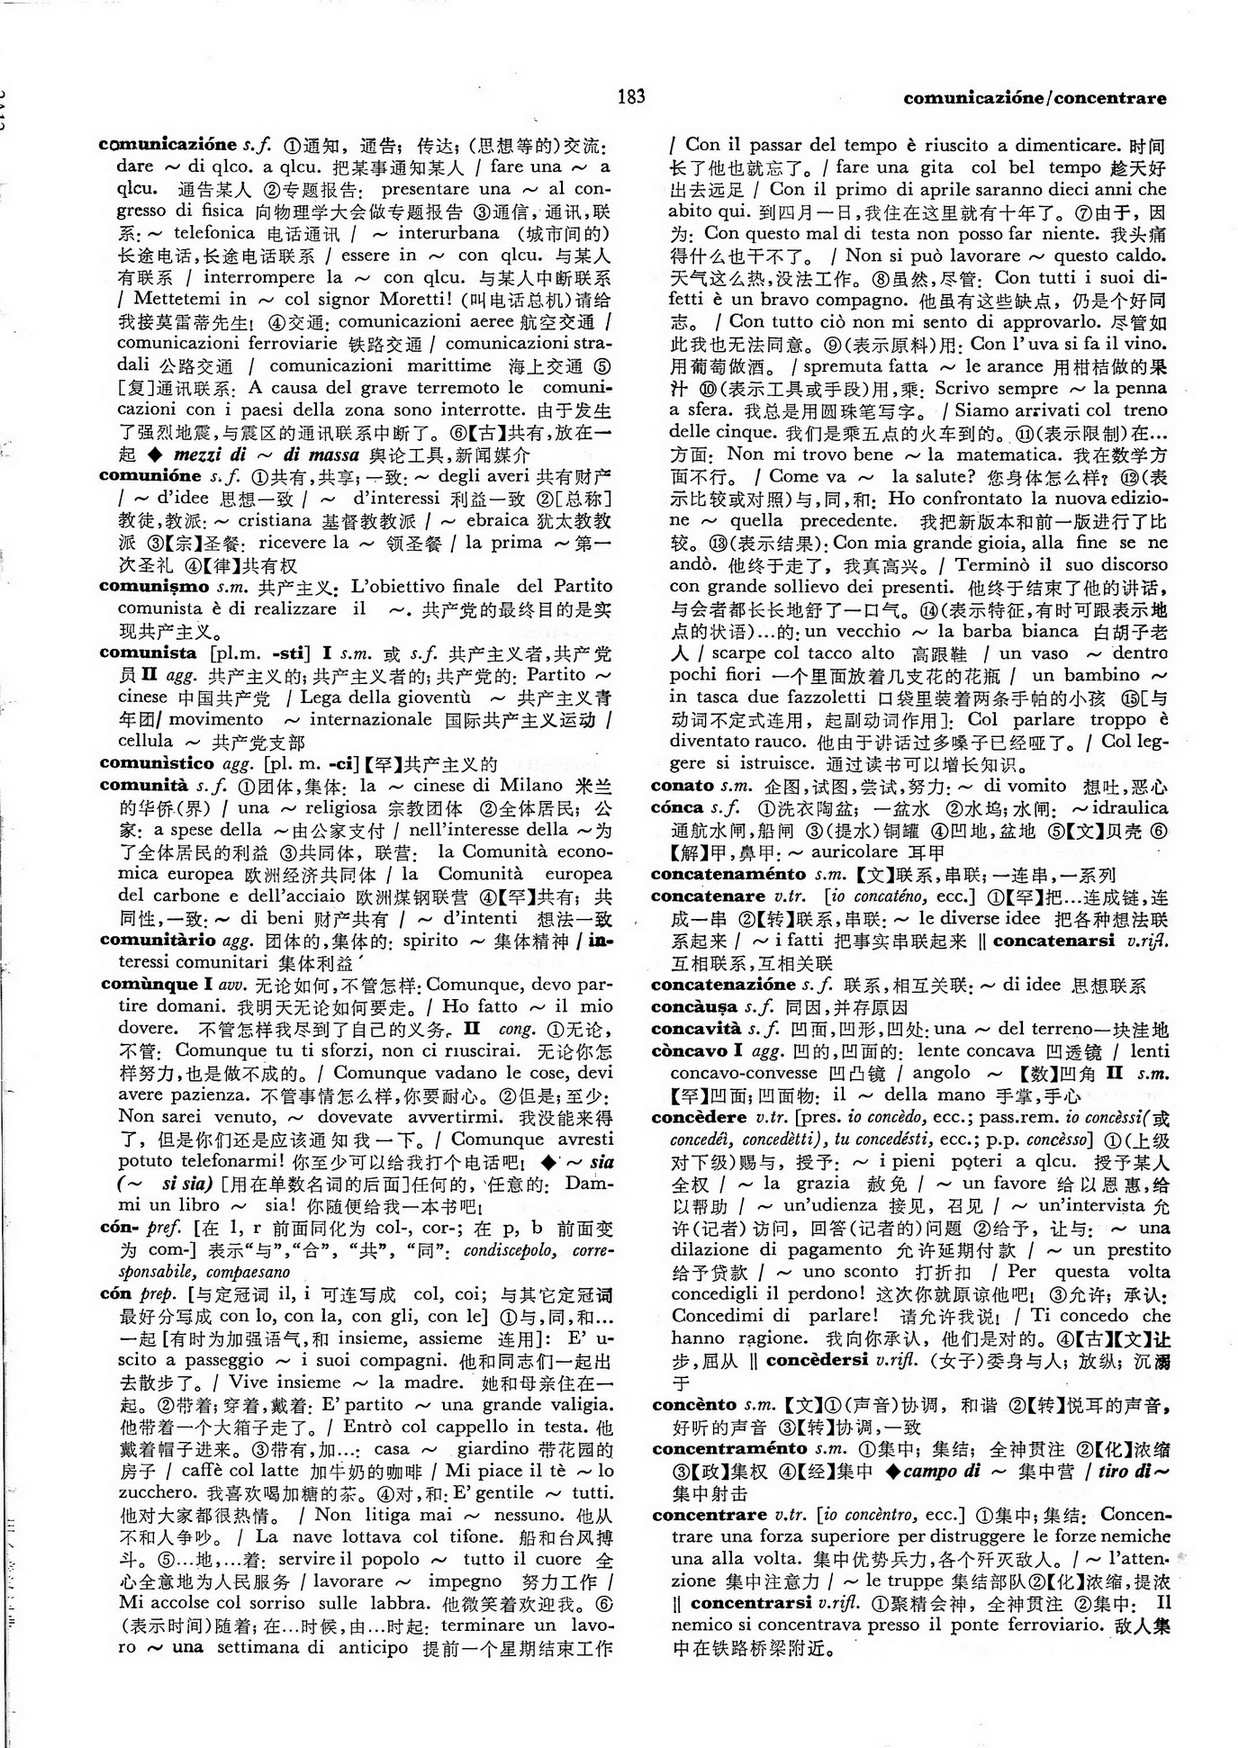 183
comunicazióne/concentrare
comunicazióne s.f. ①通知, 通告; 传达; (思想等的)交流:
dare ～ di qlco. a qlcu. 把某事通知某人 / fare una ～ a
qlcu. 通告某人 ②专题报告: presentare una ～ al con-
gresso di fisica 向物理学大会做专题报告 ③通信, 通讯,联
系: ～ telefonica 电话通讯 / ～ interurbana (城市间的)
长途电话,长途电话联系 / essere in ～ con qlcu. 与某人
有联系 / interrompere la ～ con qlcu. 与某人中断联系
/ Mettetemi in ～ col signor Moretti! (叫电话总机)请给
我接莫雷蒂先生! ④交通: comunicazioni aeree 航空交通 /
comunicazioni ferroviarie 铁路交通 / comunicazioni stra-
dali 公路交通 / comunicazioni marittime 海上交通 ⑤
[复]通讯联系: A causa del grave terremoto le comuni-
cazioni con i paesi della zona sono interrotte. 由于发生
了强烈地震,与震区的通讯联系中断了。⑥【古】共有,放在一
起 ◆ mezzi di ～ di massa 舆论工具,新闻媒介
comunióne s.f. ①共有,共享;一致: ～ degli averi 共有财产
/ ～ d'idee 思想一致 / ～ d'interessi 利益一致 ②[总称]
教徒,教派: ～ cristiana 基督教教派 / ～ ebraica 犹太教教
派 ③【宗】圣餐: ricevere la ～ 领圣餐 / la prima ～第一
次圣礼 ④【律】共有权
comunişmo s.m. 共产主义: L'obiettivo finale del Partito
comunista è di realizzare il ～. 共产党的最终目的是实
现共产主义。
comunista [pl.m. -sti] I s.m. 或 s.f. 共产主义者,共产党
员 II agg. 共产主义的;共产主义者的;共产党的: Partito ～
cinese 中国共产党 / Lega della gioventù ～ 共产主义青
年团/ movimento ～ internazionale 国际共产主义运动 /
cellula ～ 共产党支部
comunìstico agg. [pl. m. -ci]【罕】共产主义的
comunità s.f. ①团体,集体: la ～ cinese di Milano 米兰
的华侨(界) / una ～ religiosa 宗教团体 ②全体居民; 公
家: a spese della ～由公家支付 / nell'interesse della ～为
了全体居民的利益 ③共同体, 联营: la Comunità econo-
mica europea 欧洲经济共同体 / la Comunità europea
del carbone e dell'acciaio 欧洲煤钢联营 ④【罕】共有; 共
同性,一致: ～ di beni 财产共有 / ～ d'intenti 想法一致
comunitàrio agg. 团体的,集体的: spirito ～ 集体精神 / in-
teressi comunitari 集体利益
comùnque I avv. 无论如何,不管怎样: Comunque, devo par-
tire domani. 我明天无论如何要走。/ Ho fatto ～ il mio
dovere. 不管怎样我尽到了自己的义务。 II cong. ①无论,
不管: Comunque tu ti sforzi, non ci riuscirai. 无论你怎
样努力,也是做不成的。/ Comunque vadano le cose, devi
avere pazienza. 不管事情怎么样,你要耐心。②但是;至少:
Non sarei venuto, ～ dovevate avvertirmi. 我没能来得
了, 但是你们还是应该通知我一下。/ Comunque avresti
potuto telefonarmi! 你至少可以给我打个电话吧! ◆ ～ sia
(～ si sia) [用在单数名词的后面]任何的, 任意的: Dam-
mi un libro ～ sia! 你随便给我一本书吧!
cón- pref. [在 l, r 前面同化为 col-, cor-; 在 p, b 前面变
为 com-] 表示“与”,“合”, “共”, “同”: condiscepolo, corre-
sponsabile, compaesano
cón prep. [与定冠词 il, i 可连写成 col, coi; 与其它定冠词
最好分写成 con lo, con la, con gli, con le] ①与,同,和…
一起[有时为加强语气,和 insieme, assieme 连用]: E' u-
scito a passeggio ～ i suoi compagni. 他和同志们一起出
去散步了。/ Vive insieme ～ la madre. 她和母亲住在一
起。②带着;穿着,戴着: E' partito ～ una grande valigia.
他带着一个大箱子走了。/ Entrò col cappello in testa. 他
戴着帽子进来。③带有,加…: casa ～ giardino 带花园的
房子 / caffè col latte 加牛奶的咖啡 / Mi piace il tè ～ lo
zucchero. 我喜欢喝加糖的茶。④对,和: E' gentile ～ tutti.
他对大家都很热情。 / Non litiga mai ～ nessuno. 他从
不和人争吵。/ La nave lottava col tifone. 船和台风搏
斗。⑤…地,…着: servire il popolo ～ tutto il cuore 全
心全意地为人民服务 / lavorare ～ impegno 努力工作 /
Mi accolse col sorriso sulle labbra. 他微笑着欢迎我。⑥
(表示时间)随着;在…时候,由…时起: terminare un lavo-
ro ～ una settimana di anticipo 提前一个星期结束工作
/ Con il passar del tempo è riuscito a dimenticare. 时间
长了他也就忘了。/ fare una gita col bel tempo 趁天好
出去远足 / Con il primo di aprile saranno dieci anni che
abito qui. 到四月一日,我住在这里就有十年了。⑦由于, 因
为: Con questo mal di testa non posso far niente. 我头痛
得什么也干不了。 / Non si può lavorare ～ questo caldo.
天气这么热,没法工作。⑧虽然,尽管: Con tutti i suoi di-
fetti è un bravo compagno. 他虽有这些缺点, 仍是个好同
志。 / Con tutto ciò non mi sento di approvarlo. 尽管如
此我也无法同意。⑨(表示原料)用: Con l'uva si fa il vino.
用葡萄做酒。 / spremuta fatta ～ le arance 用柑桔做的果
汁 ⑩(表示工具或手段)用,乘: Scrivo sempre ～ la penna
a sfera. 我总是用圆珠笔写字。 / Siamo arrivati col treno
delle cinque. 我们是乘五点的火车到的。⑪(表示限制)在…
方面: Non mi trovo bene ～ la matematica. 我在数学方
面不行。 / Come va ～ la salute? 您身体怎么样? ⑫(表
示比较或对照)与,同,和: Ho confrontato la nuova edizio-
ne ～ quella precedente. 我把新版本和前一版进行了比
较。⑬(表示结果): Con mia grande gioia, alla fine se ne
andò. 他终于走了, 我真高兴。/ Terminò il suo discorso
con grande sollievo dei presenti. 他终于结束了他的讲话,
与会者都长长地舒了一口气。⑭(表示特征,有时可跟表示地
点的状语)…的: un vecchio ～ la barba bianca 白胡子老
人 / scarpe col tacco alto 高跟鞋 / un vaso ～ dentro
pochi fiori 一个里面放着几支花的花瓶 / un bambino ～
in tasca due fazzoletti 口袋里装着两条手帕的小孩 ⑮[与
动词不定式连用, 起副动词作用]: Col parlare troppo è
diventato rauco. 他由于讲话过多嗓子已经哑了。/ Col leg-
gere si istruisce. 通过读书可以增长知识。
conato s.m. 企图,试图,尝试,努力: ～ di vomito 想吐,恶心
cónca s.f. ①洗衣陶盆; 一盆水 ②水坞;水闸: ～idraulica
通航水闸,船闸 ③(提水)铜罐 ④凹地,盆地 ⑤【文】贝壳 ⑥
【解】甲,鼻甲: ～ auricolare 耳甲
concatenaménto s.m.【文】联系,串联;一连串,一系列
concatenare v.tr. [io concaténo, ecc.] ①【罕】把…连成链,连
成一串 ②【转】联系,串联: ～ le diverse idee 把各种想法联
系起来 / ～ i fatti 把事实串联起来 ‖ concatenarsi v.rifl.
互相联系,互相关联
concatenazióne s.f. 联系,相互关联: ～ di idee 思想联系
concàuşa s.f. 同因,并存原因
concavità s.f. 凹面,凹形,凹处: una ～ del terreno一块洼地
còncavo I agg. 凹的,凹面的: lente concava 凹透镜 / lenti
concavo-convesse 凹凸镜 / angolo ～ 【数】凹角 II s.m.
【罕】凹面;凹面物: il ～ della mano 手掌,手心
concèdere v.tr. [pres. io concèdo, ecc.; pass.rem. io concèssi(或
concedéi, concedètti), tu concedésti, ecc.; p.p. concèsso] ①(上级
对下级)赐与, 授予: ～ i pieni poteri a qlcu. 授予某人
全权 / ～ la grazia 赦免 / ～ un favore 给以恩惠,给
以帮助 / ～ un'udienza 接见, 召见 / ～ un'intervista 允
许(记者)访问, 回答(记者的)问题 ②给予, 让与: ～ una
dilazione di pagamento 允许延期付款 / ～ un prestito
给予贷款 / ～ uno sconto 打折扣 / Per questa volta
concedigli il perdono! 这次你就原谅他吧! ③允许; 承认:
Concedimi di parlare! 请允许我说! / Ti concedo che
hanno ragione. 我向你承认, 他们是对的。④【古】【文】让
步,屈从 ‖ concèdersi v.rifl. (女子)委身与人; 放纵; 沉溺
于
concènto s.m.【文】①(声音)协调, 和谐 ②【转】悦耳的声音,
好听的声音 ③【转】协调,一致
concentraménto s.m. ①集中; 集结; 全神贯注 ②【化】浓缩
③【政】集权 ④【经】集中 ◆campo di ～ 集中营 / tiro di～
集中射击
concentrare v.tr. [io concèntro, ecc.] ①集中;集结: Concen-
trare una forza superiore per distruggere le forze nemiche
una alla volta. 集中优势兵力,各个歼灭敌人。/ ～ l'atten-
zione 集中注意力 / ～ le truppe 集结部队②【化】浓缩,提浓
‖ concentrarsi v.rifl. ①聚精会神, 全神贯注 ②集中: Il
nemico si concentrava presso il ponte ferroviario. 敌人集
中在铁路桥梁附近。